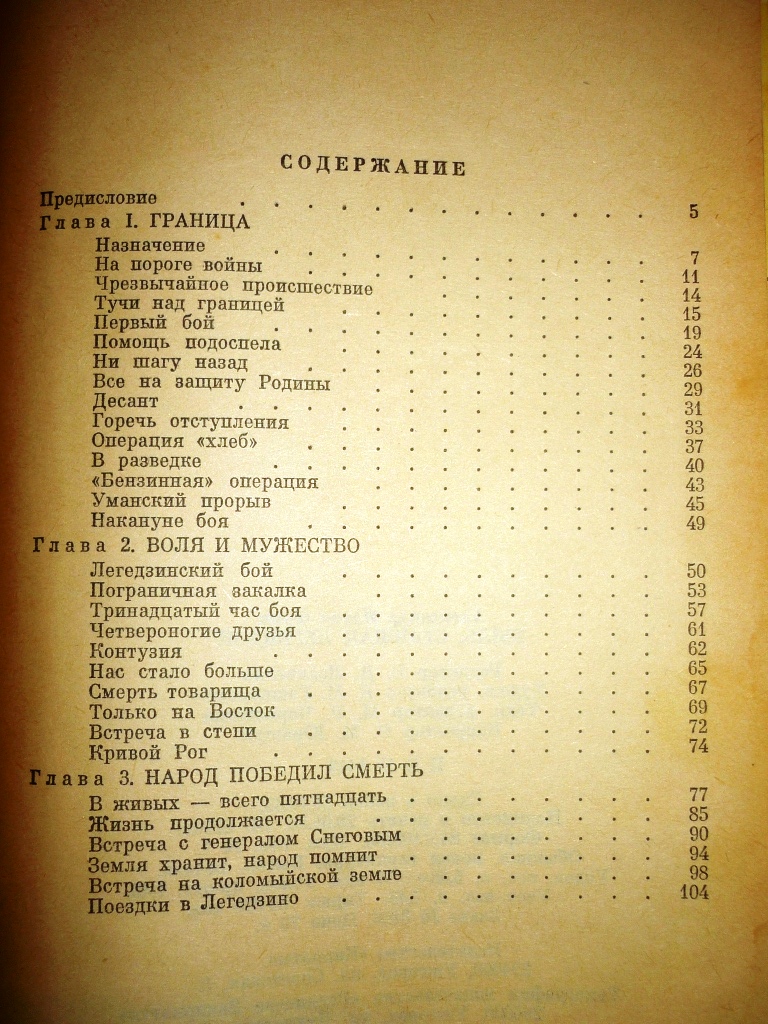 СОДЕРЖАНИЕ
Предисловие . . . . . . . . . . . . . 5
Глава I. ГРАНИЦА
Назначение . . . . . . . . . . . . 7
На пороге войны . . . . . . . . . . . 11
Чрезвычайное происшествие . . . . . . . 14
Тучи над границей . . . . . . . . . . 15
Первый бой . . . . . . . . . . . . 19
Помощь подоспела . . . . . . . . . . 24
Ни шагу назад . . . . . . . . . . . 26
Все на защиту Родины . . . . . . . . . 29
Десант . . . . . . . . . . . . . 31
Горечь отступления . . . . . . . . . . 33
Операция «хлеб» . . . . . . . . . . . 37
В разведке . . . . . . . . . . . . 40
«Бензинная» операция . . . . . . . . . 43
Уманский прорыв . . . . . . . . . . 45
Накануне боя . . . . . . . . . . . 49
Глава 2. ВОЛЯ И МУЖЕСТВО
Легедзинский бой . . . . . . . . . . 50
Пограничная закалка . . . . . . . . . 53
Тринадцатый час боя . . . . . . . . . . 57
Четвероногие друзья . . . . . . . . . . 61
Контузия . . . . . . . . . . . . 62
Нас стало больше . . . . . . . . . . 65
Смерть товарища . . . . . . . . . . . 67
Только на Восток . . . . . . . . . . 69
Встреча в степи . . . . . . . . . . . 72
Кривой Рог . . . . . . . . . . . . 74
Глава 3. НАРОД ПОБЕДИЛ СМЕРТЬ
В живых — всего пятнадцать . . . . . . . . 77
Жизнь продолжается . . . . . . . . . 85
Встреча с генералом Снеговым . . . . . . . 90
Земля хранит, народ помнит . . . . . . . . 94
Встреча на коломыйской земле . . . . . . . 98
Поездки в Легедзино . . . . . . . . . . 104